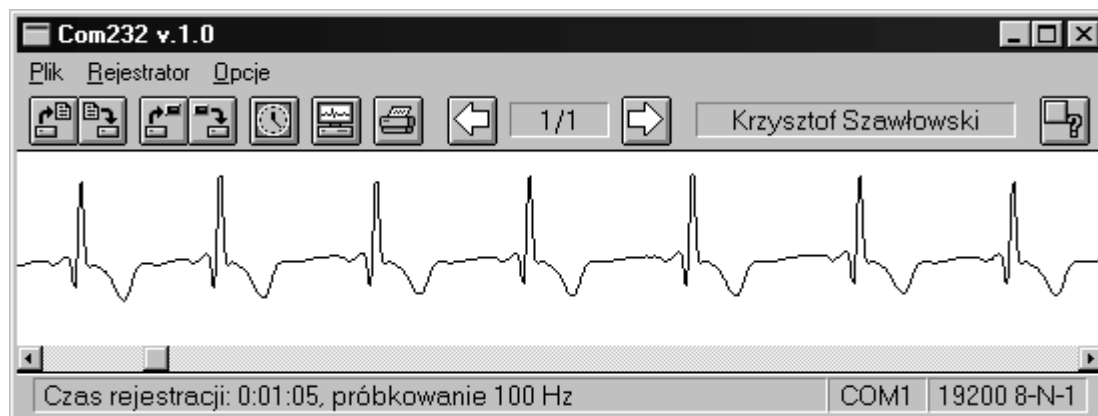 Com232 v.1.0
Plik Rejestrator Opcje
1/1 Krzysztof Szawłowski ?
Czas rejestracji: 0:01:05, próbkowanie 100 Hz COM1 19200 8-N-1